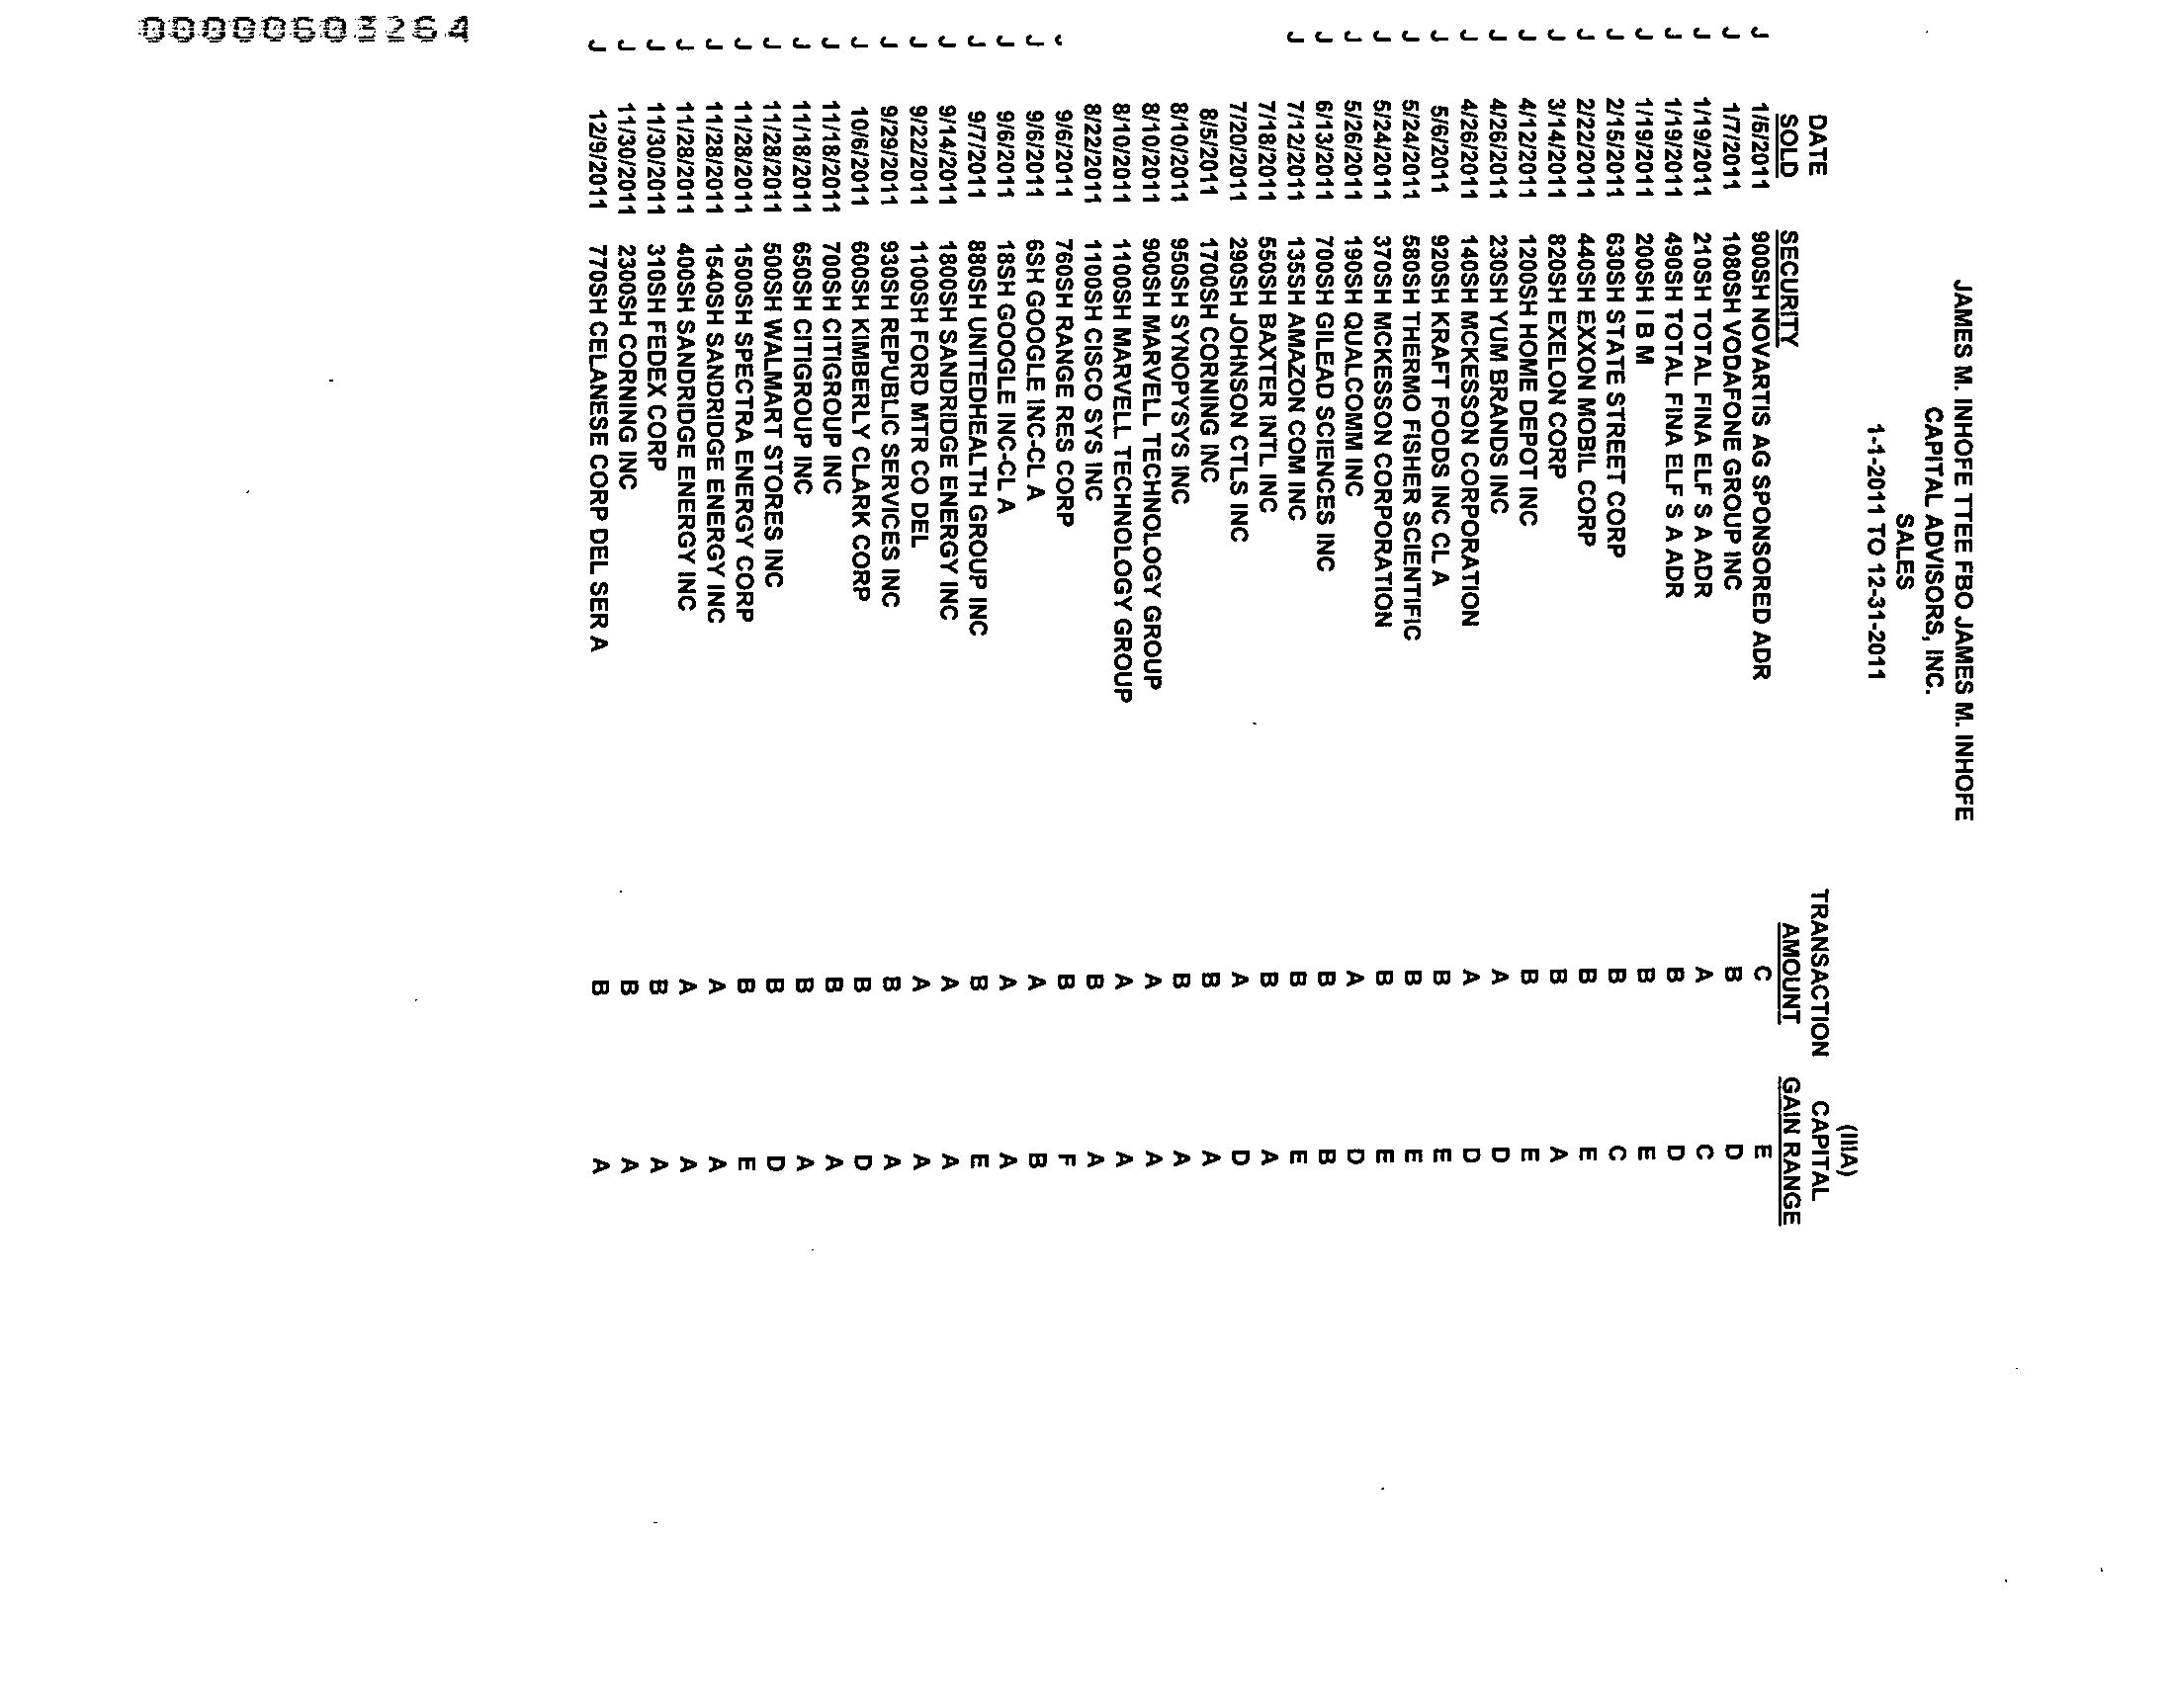 JAMES M. INHOFE TTEE FBO JAMES M. INHOFE
CAPITAL ADVISORS, INC.
SALES
1-1-2011 TO 12-31-2011
(IIIA)
DATE TRANSACTION CAPITAL
SOLD SECURITY AMOUNT GAIN RANGE
J 1/5/2011 900SH NOVARTIS AG SPONSORED ADR C E
J 1/7/2011 1080SH VODAFONE GROUP INC B D
J 1/19/2011 210SH TOTAL FINA ELF S A ADR A C
J 1/19/2011 490SH TOTAL FINA ELF S A ADR B D
J 1/19/2011 200SH I B M B E
J 2/15/2011 630SH STATE STREET CORP B C
J 2/22/2011 440SH EXXON MOBIL CORP B E
J 3/14/2011 820SH EXELON CORP B A
J 4/12/2011 1200SH HOME DEPOT INC B E
J 4/26/2011 230SH YUM BRANDS INC A D
J 4/26/2011 140SH MCKESSON CORPORATION A D
J 5/6/2011 920SH KRAFT FOODS INC CL A B E
J 5/24/2011 580SH THERMO FISHER SCIENTIFIC B E
J 5/24/2011 370SH MCKESSON CORPORATION B E
J 5/26/2011 190SH QUALCOMM INC A D
J 6/13/2011 700SH GILEAD SCIENCES INC B B
J 7/12/2011 135SH AMAZON COM INC B E
7/18/2011 550SH BAXTER INTL INC B A
7/20/2011 290SH JOHNSON CTLS INC A D
8/5/2011 1700SH CORNING INC B A
8/10/2011 950SH SYNOPYSYS INC B A
8/10/2011 900SH MARVELL TECHNOLOGY GROUP A A
8/10/2011 1100SH MARVELL TECHNOLOGY GROUP A A
8/22/2011 1100SH CISCO SYS INC B A
9/6/2011 760SH RANGE RES CORP B F
J 9/6/2011 6SH GOOGLE INC-CL A A B
J 9/6/2011 18SH GOOGLE INC-CL A A A
J 9/7/2011 880SH UNITEDHEALTH GROUP INC B E
J 9/14/2011 1800SH SANDRIDGE ENERGY INC A A
J 9/22/2011 1100SH FORD MTR CO DEL A A
J 9/29/2011 930SH REPUBLIC SERVICES INC B A
J 10/6/2011 600SH KIMBERLY CLARK CORP B D
J 11/18/2011 700SH CITIGROUP INC B A
J 11/18/2011 650SH CITIGROUP INC B A
J 11/28/2011 500SH WALMART STORES INC B D
J 11/28/2011 1500SH SPECTRA ENERGY CORP B E
J 11/28/2011 1540SH SANDRIDGE ENERGY INC A A
J 11/28/2011 400SH SANDRIDGE ENERGY INC A A
J 11/30/2011 310SH FEDEX CORP B A
J 11/30/2011 2300SH CORNING INC B A
J 12/9/2011 770SH CELANESE CORP DEL SER A B A